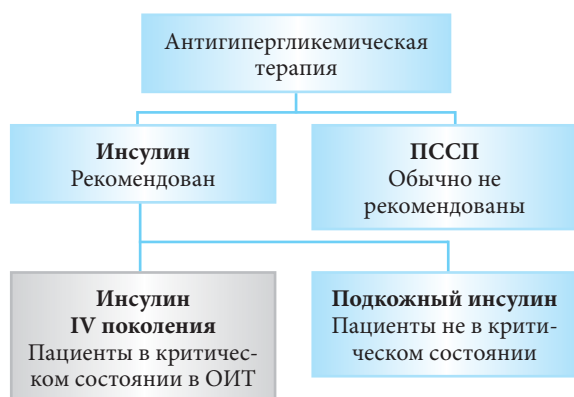 Антигипергликемическая
терапия
Инсулин
Рекомендован
ПССП
Обычно не
рекомендованы
Инсулин
IV поколения
Пациенты в критичес-
ком состоянии в ОИТ
Подкожный инсулин
Пациенты не в крити-
ческом состоянии